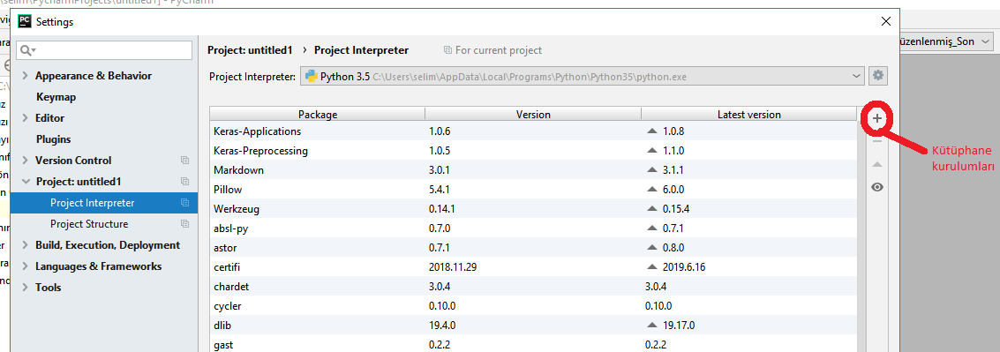 \selim\PycharmProjects\untitled1] - PyCharm
PC Settings
Project: untitled1 › Project Interpreter For current project
üzenlenmiş_Son
Project Interpreter: Python 3.5 C:\Users\selim\AppData\Local\Programs\Python\Python35\python.exe
Appearance & Behavior
Keymap
Editor
Plugins
Version Control
Project: untitled1
Project Interpreter
Project Structure
Build, Execution, Deployment
Languages & Frameworks
Tools
Package Version Latest version
Keras-Applications 1.0.6 1.0.8
Keras-Preprocessing 1.0.5 1.1.0
Markdown 3.0.1 3.1.1
Pillow 5.4.1 6.0.0
Werkzeug 0.14.1 0.15.4
absl-py 0.7.0 0.7.1
astor 0.7.1 0.8.0
certifi 2018.11.29 2019.6.16
chardet 3.0.4 3.0.4
cycler 0.10.0 0.10.0
dlib 19.4.0 19.17.0
gast 0.2.2 0.2.2
Kütüphane
kurulumları